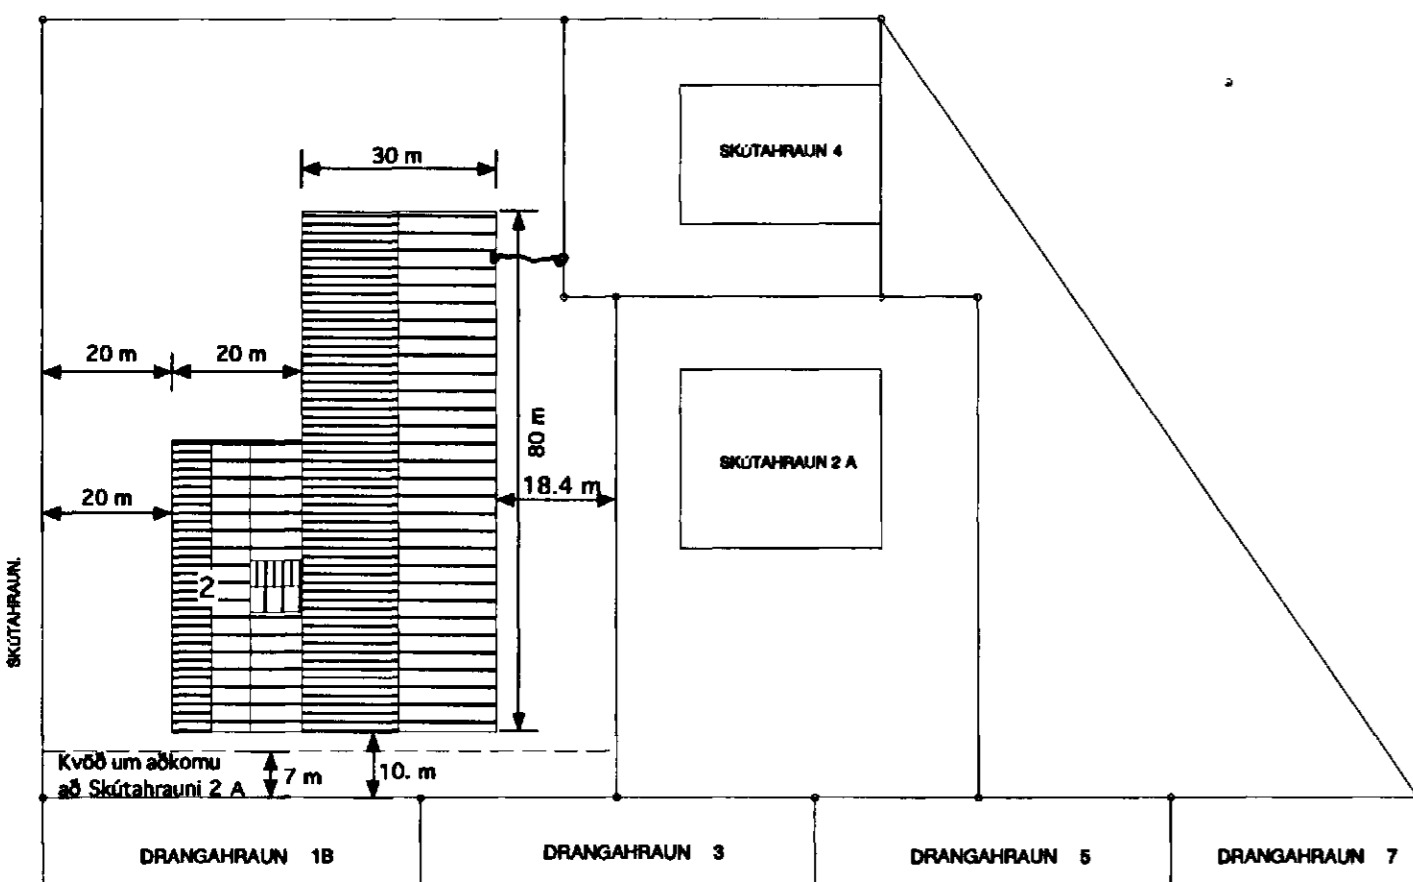 SKÚTAHRAUN 4
30 m
20 m
20 m
80 m
SKÚTAHRAUN 2 A
18.4 m
20 m
2
SKÚTAHRAUN.
Kvöð um aðkomu
að Skútahrauni 2 A
7 m
10. m
DRANGAHRAUN 1B
DRANGAHRAUN 3
DRANGAHRAUN 5
DRANGAHRAUN 7